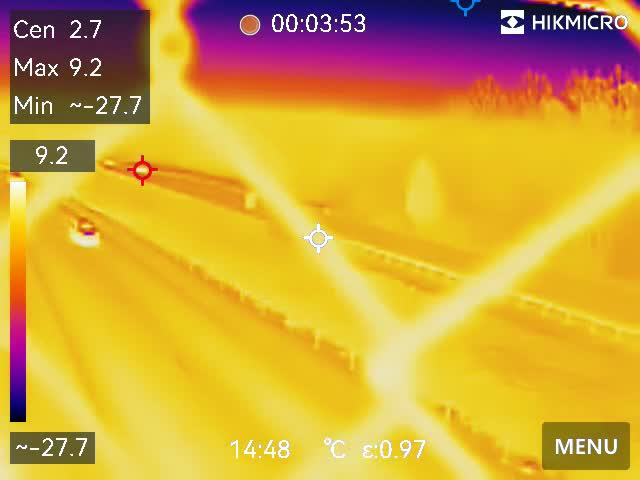 Cen 2.7
00:03:53
HIKMICRO
Max 9.2
Min ~-27.7
9.2
~-27.7
14:48 °C ε:0.97
MENU